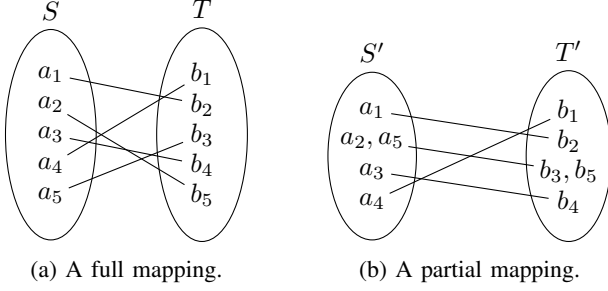 S T
a1 b1
a2 b2
a3 b3
a4 b4
a5 b5
(a) A full mapping.
S′ T′
a1 b1
a2, a5 b2
a3 b3, b5
a4 b4
(b) A partial mapping.